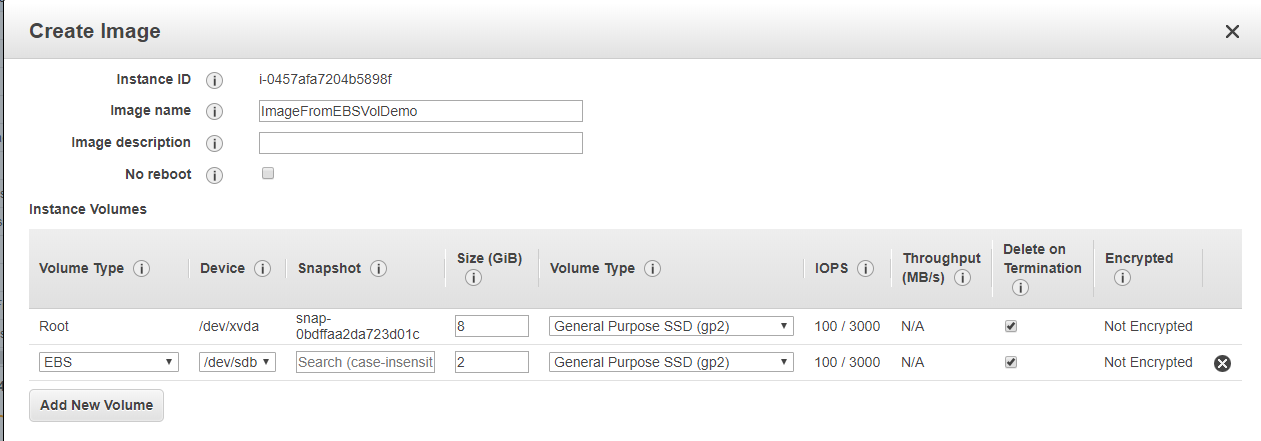 Create Image
Instance ID i-0457afa7204b5898f
Image name ImageFromEBSVolDemo
Image description
No reboot
Instance Volumes
Volume Type Device Snapshot Size (GiB) Volume Type IOPS Throughput (MB/s) Delete on Termination Encrypted
Root /dev/xvda snap-0bdffaa2da723d01c 8 General Purpose SSD (gp2) 100 / 3000 N/A Not Encrypted
EBS /dev/sdb Search (case-insensit 2 General Purpose SSD (gp2) 100 / 3000 N/A Not Encrypted
Add New Volume